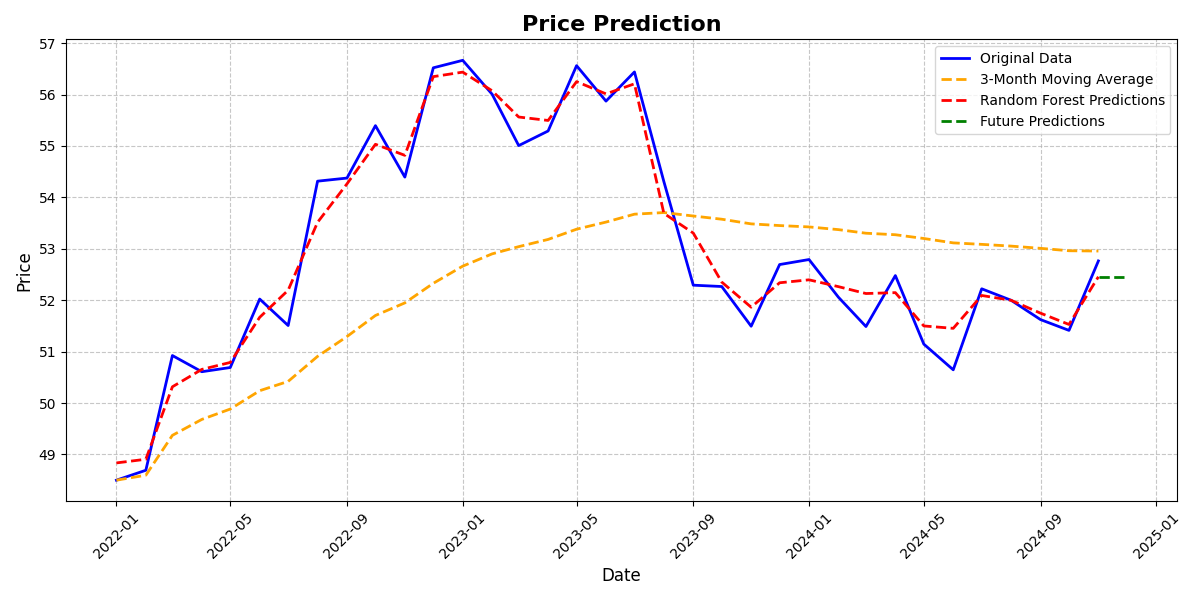 Price Prediction
57
56
55
54
53
52
51
50
49
Price
Original Data
3-Month Moving Average
Random Forest Predictions
Future Predictions
2022-01
2022-05
2022-09
2023-01
2023-05
2023-09
2024-01
2024-05
2024-09
2025-01
Date